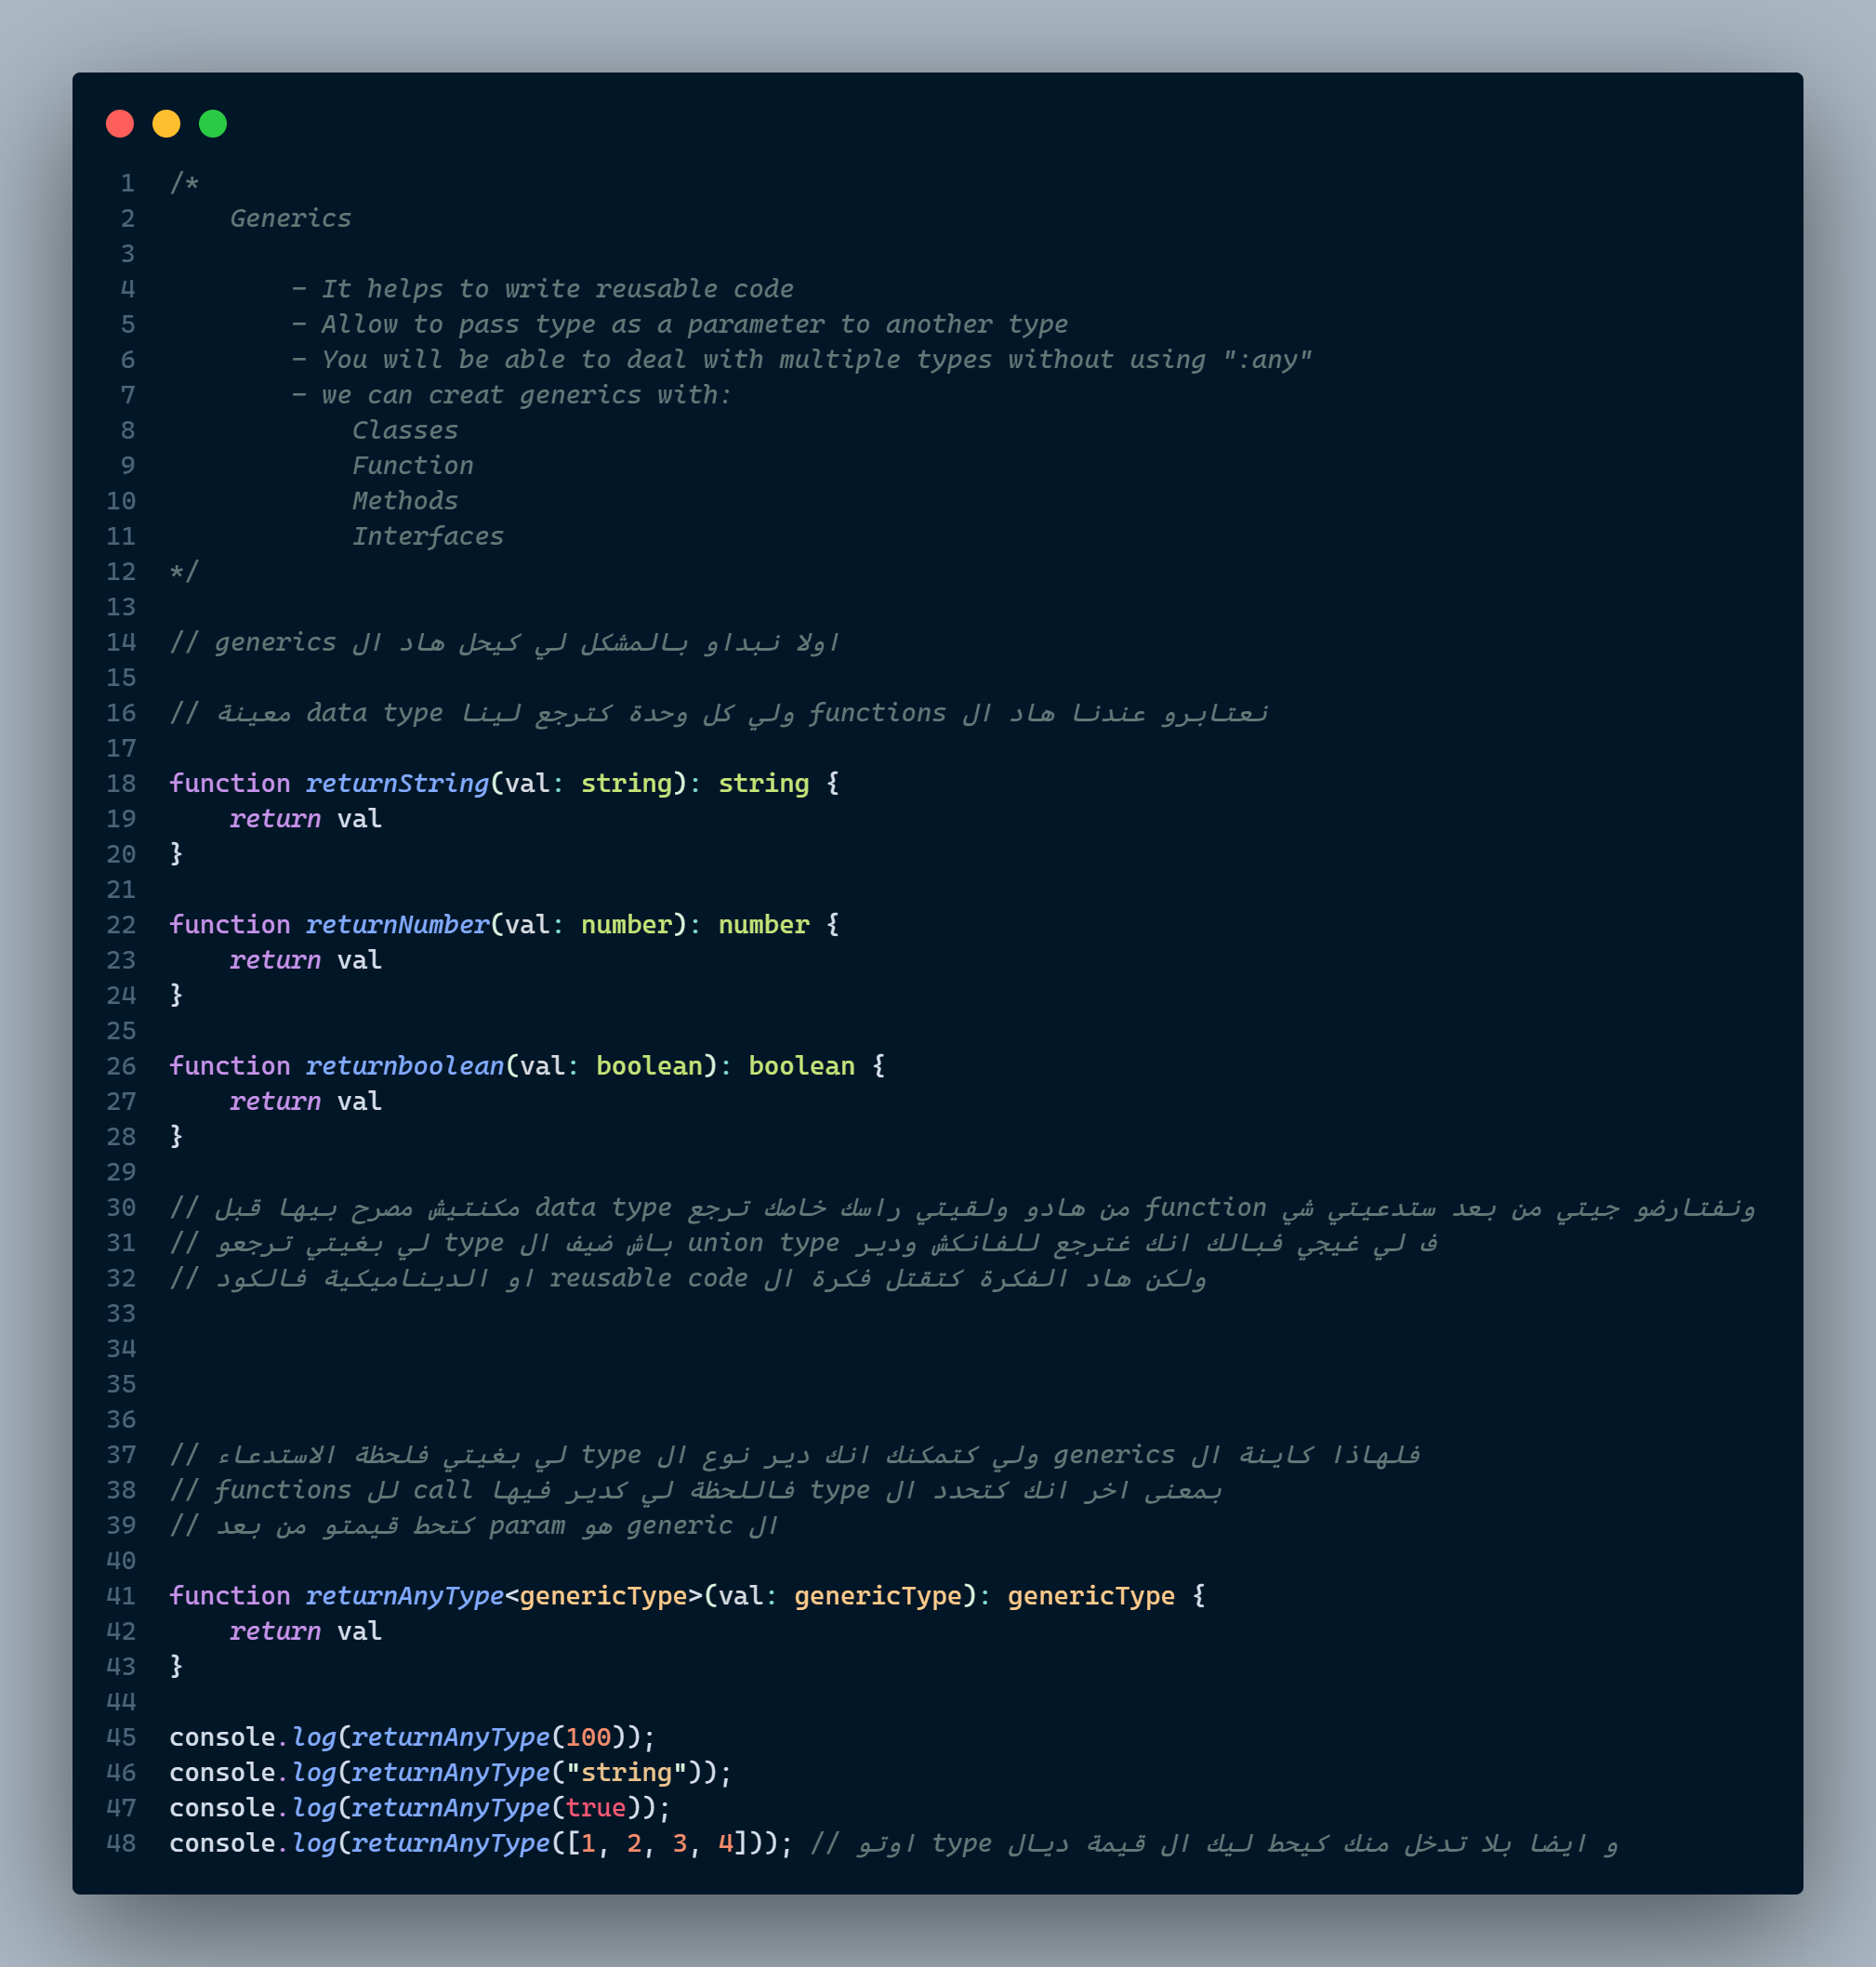 1 /*
2 Generics
3
4 - It helps to write reusable code
5 - Allow to pass type as a parameter to another type
6 - You will be able to deal with multiple types without using ":any"
7 - we can creat generics with:
8 Classes
9 Function
10 Methods
11 Interfaces
12 */
13
14 // اولا نبداو بالمشكل لي كيحل هاد ال generics
15
16 // نعتابرو عندنا هاد ال functions ولي كل وحدة كترجع لينا data type معينة
17
18 function returnString(val: string): string {
19 return val
20 }
21
22 function returnNumber(val: number): number {
23 return val
24 }
25
26 function returnboolean(val: boolean): boolean {
27 return val
28 }
29
30 // ونفتارضو جيتي من بعد ستدعيتي شي function من هادو ولقيتي راسك خاصك ترجع data type مكنتيش مصرح بيها قبل
31 // ف لي غيجي فبالك انك غترجع للفانكش ودير union type باش ضيف ال type لي بغيتي ترجعو
32 // ولكن هاد الفكرة كتقتل فكرة ال reusable code او الديناميكية فالكود
33
34
35
36
37 // فلهاذا كاينة ال generics ولي كتمكنك انك دير نوع ال type لي بغيتي فلحظة الاستدعاء
38 // بمعنى اخر انك كتحدد ال type فاللحظة لي كدير فيها call لل functions
39 // ال generic هو param كتحط قيمتو من بعد
40
41 function returnAnyType<genericType>(val: genericType): genericType {
42 return val
43 }
44
45 console.log(returnAnyType(100));
46 console.log(returnAnyType("string"));
47 console.log(returnAnyType(true));
48 console.log(returnAnyType([1, 2, 3, 4])); // و ايضا بلا تدخل منك كيحط ليك ال قيمة ديال type اوتو